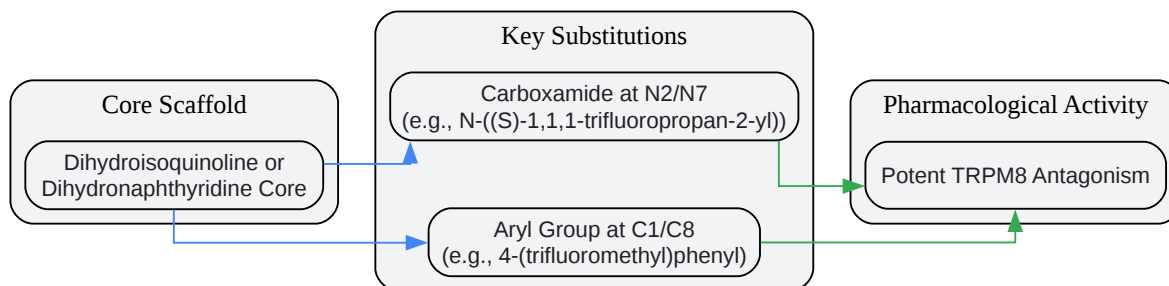 Core Scaffold
Dihydroisoquinoline or
Dihydronaphthyridine Core
Key Substitutions
Carboxamide at N2/N7
(e.g., N-((S)-1,1,1-trifluoropropan-2-yl))
Aryl Group at C1/C8
(e.g., 4-(trifluoromethyl)phenyl)
Pharmacological Activity
Potent TRPM8 Antagonism